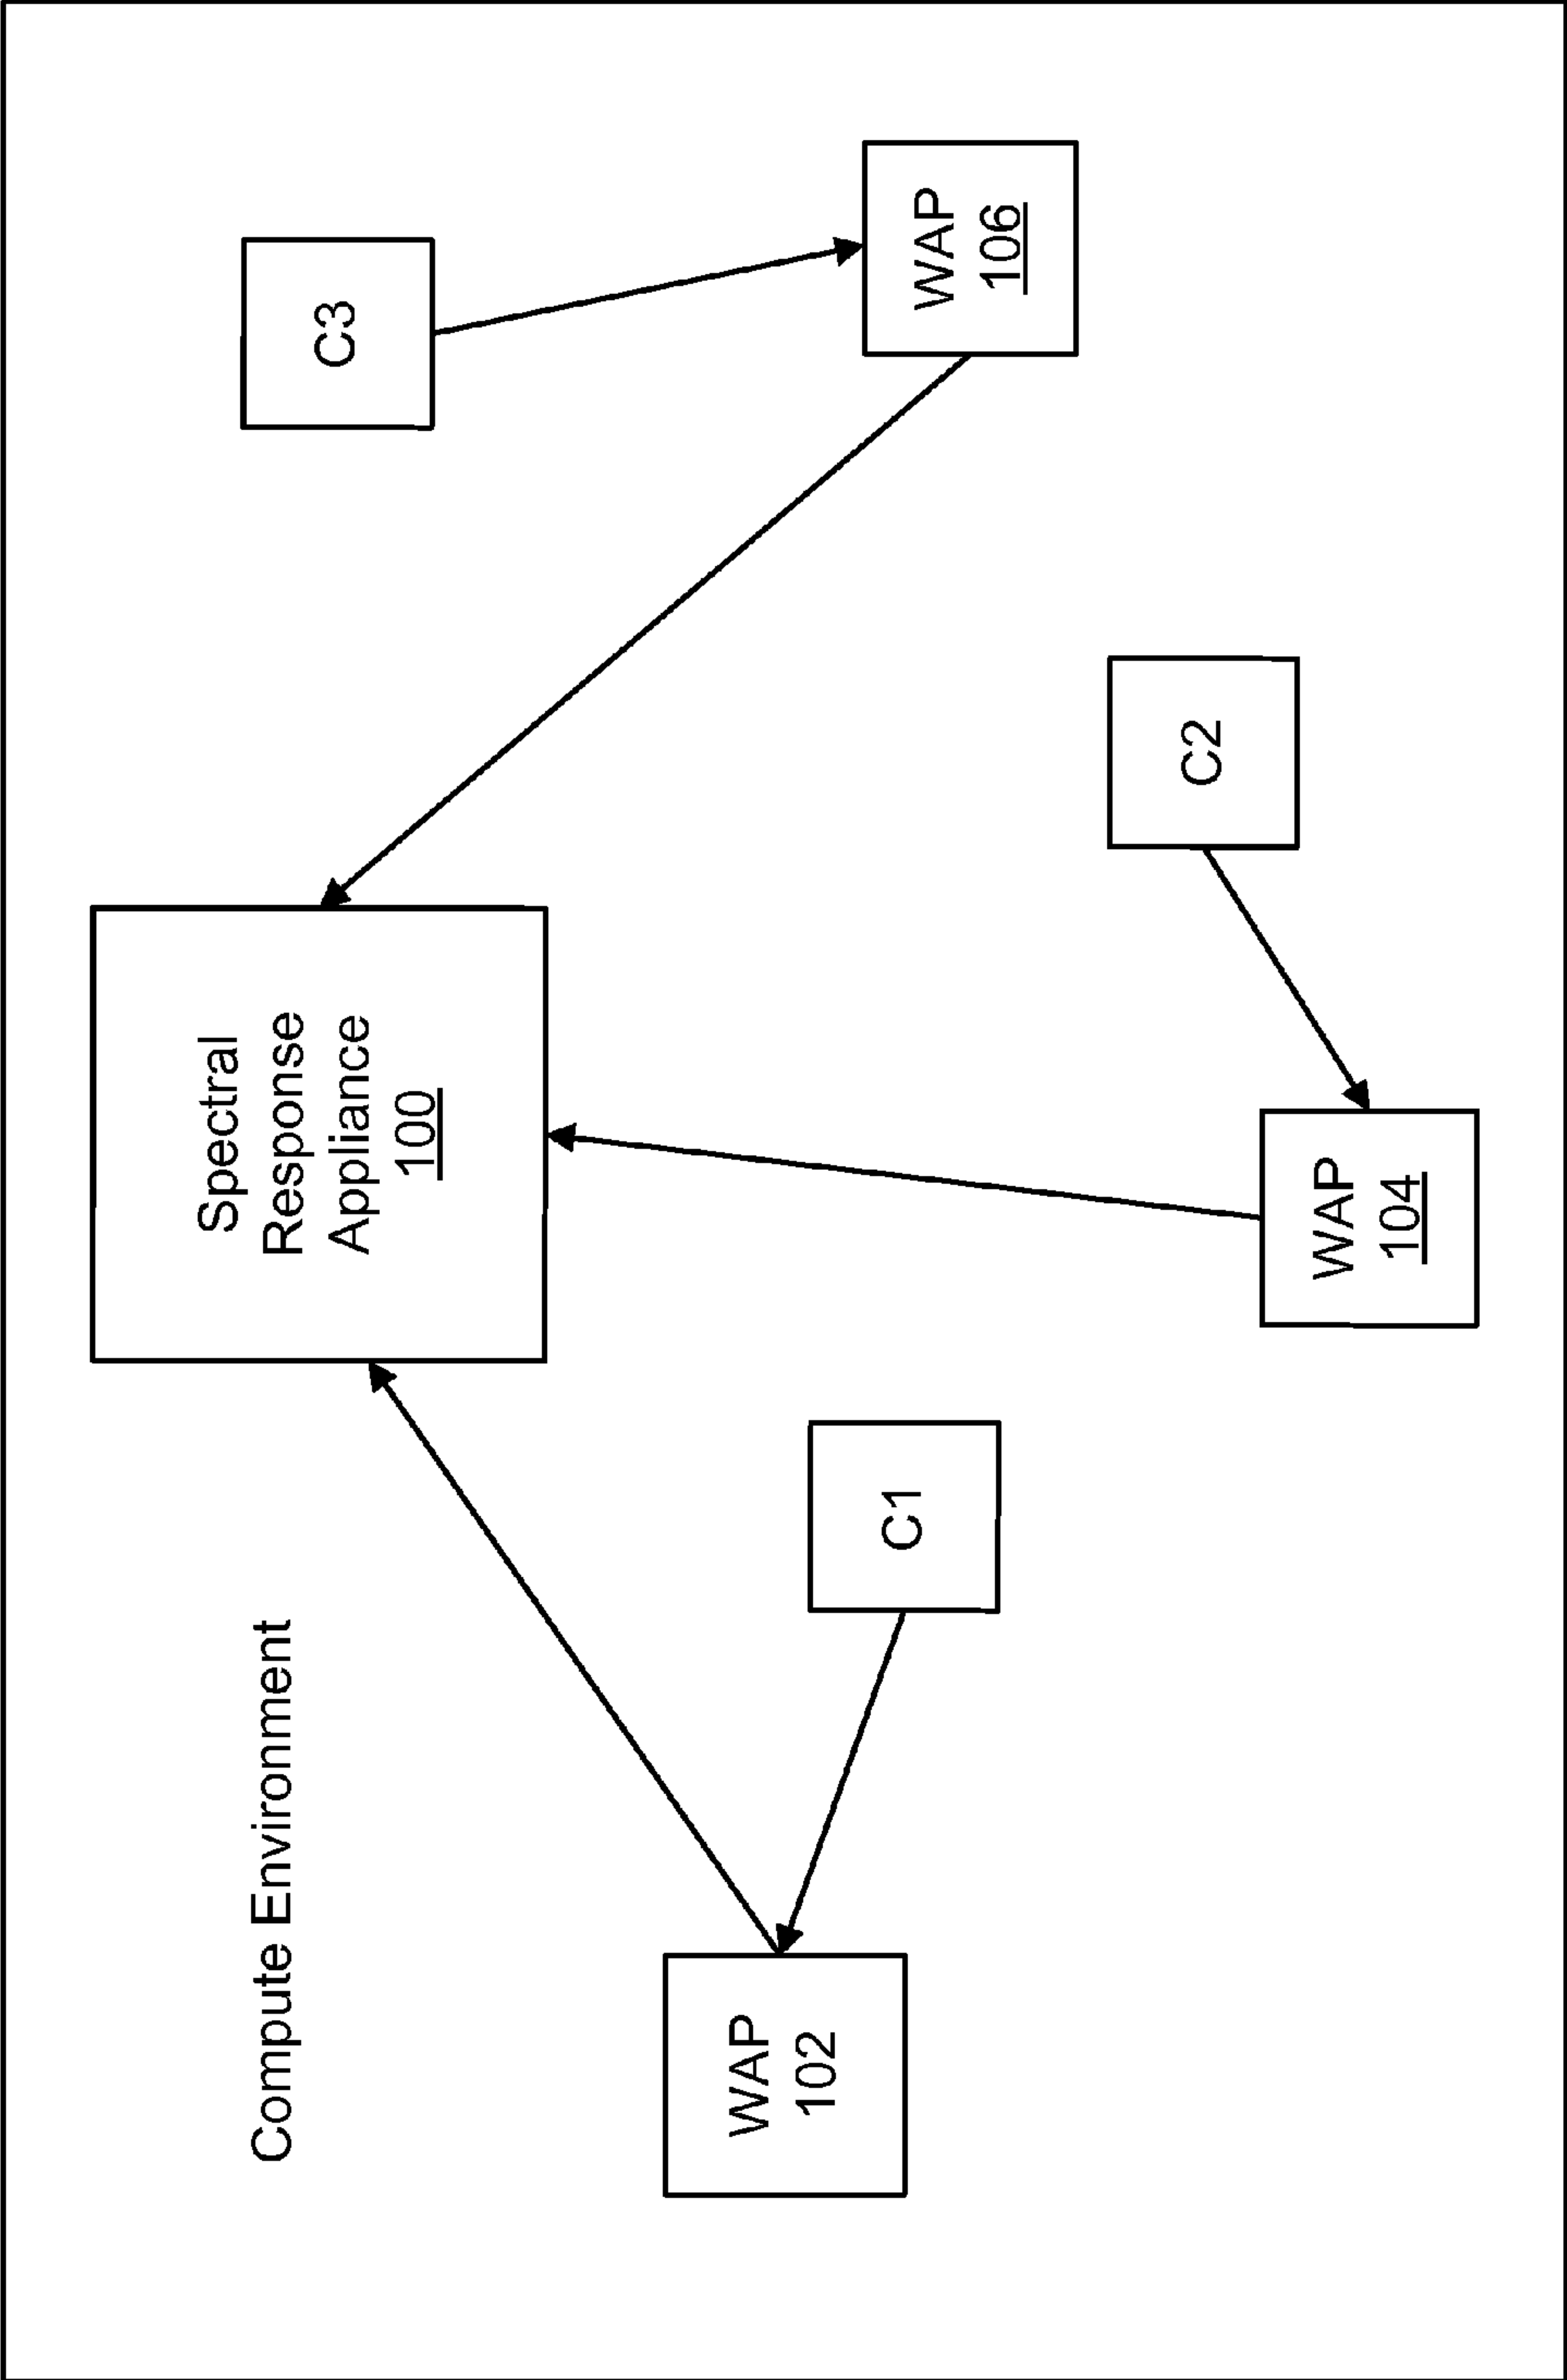 Compute Environment
Spectral
Response
Appliance
100
C3
WAP
102
C1
WAP
106
WAP
104
C2